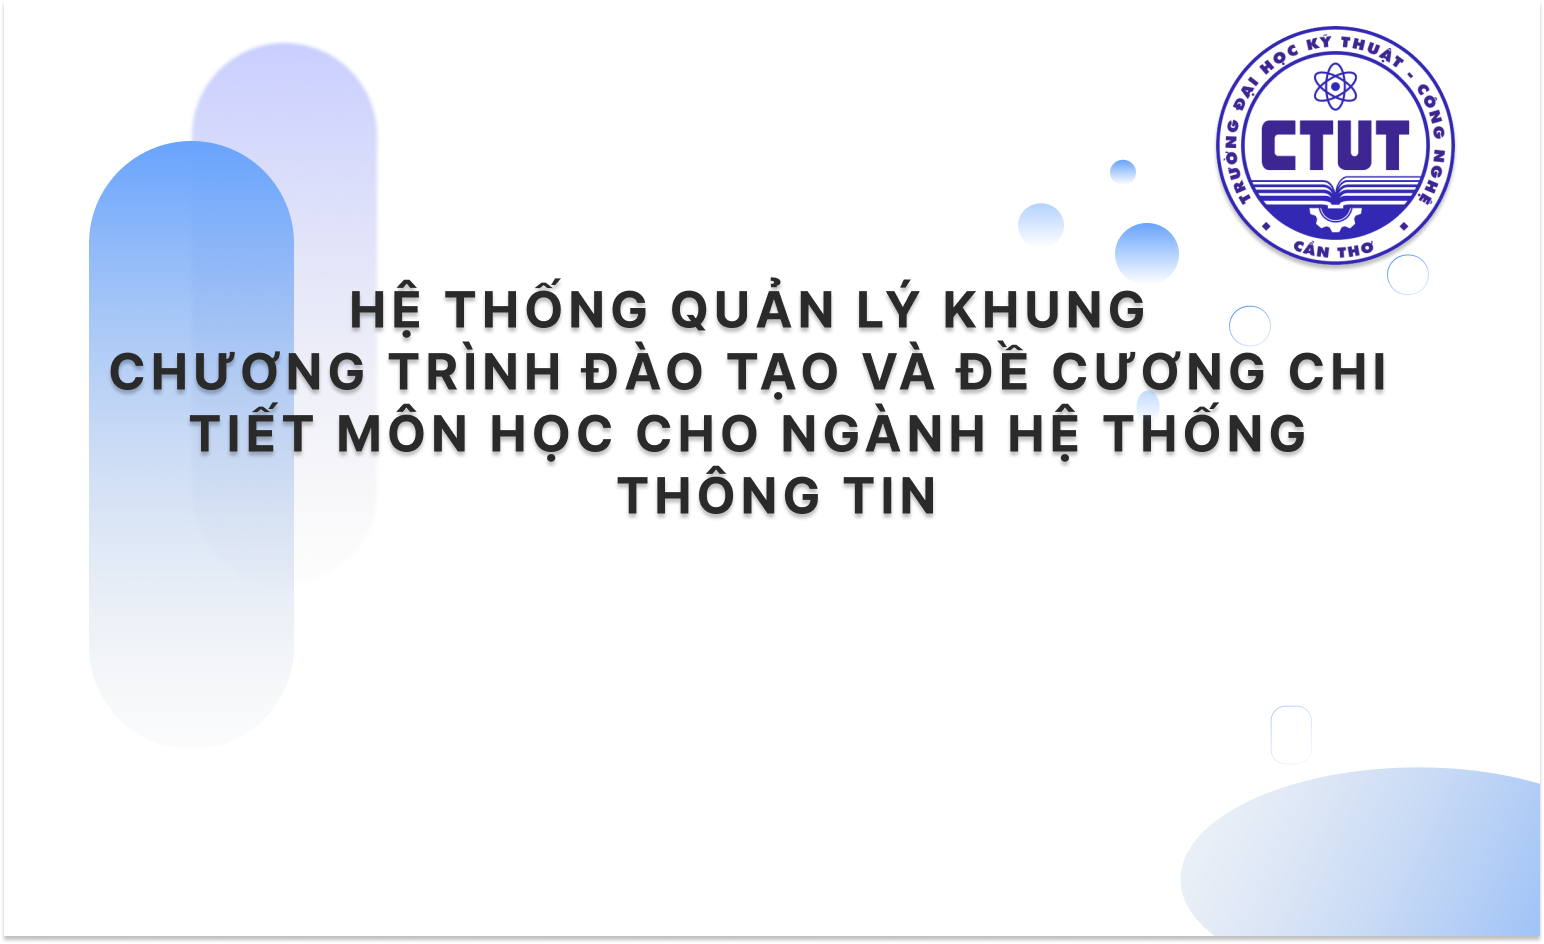 TRƯỜNG ĐẠI HỌC KỸ THUẬT - CÔNG NGHỆ
CTUT
CẦN THƠ
HỆ THỐNG QUẢN LÝ KHUNG
CHƯƠNG TRÌNH ĐÀO TẠO VÀ ĐỀ CƯƠNG CHI
TIẾT MÔN HỌC CHO NGÀNH HỆ THỐNG
THÔNG TIN